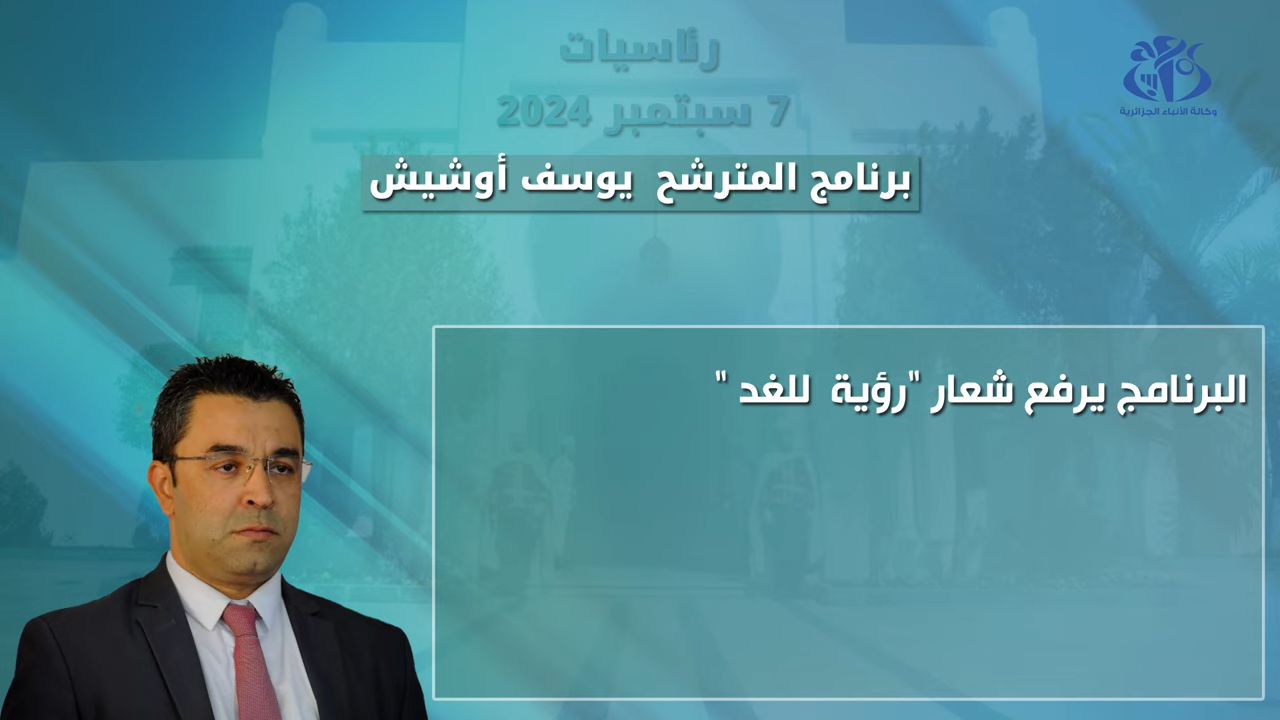 رئاسيات
7 سبتمبر 2024
وكالة الأنباء الجزائرية
برنامج المترشح يوسف أوشيش
البرنامج يرفع شعار "رؤية للغد "